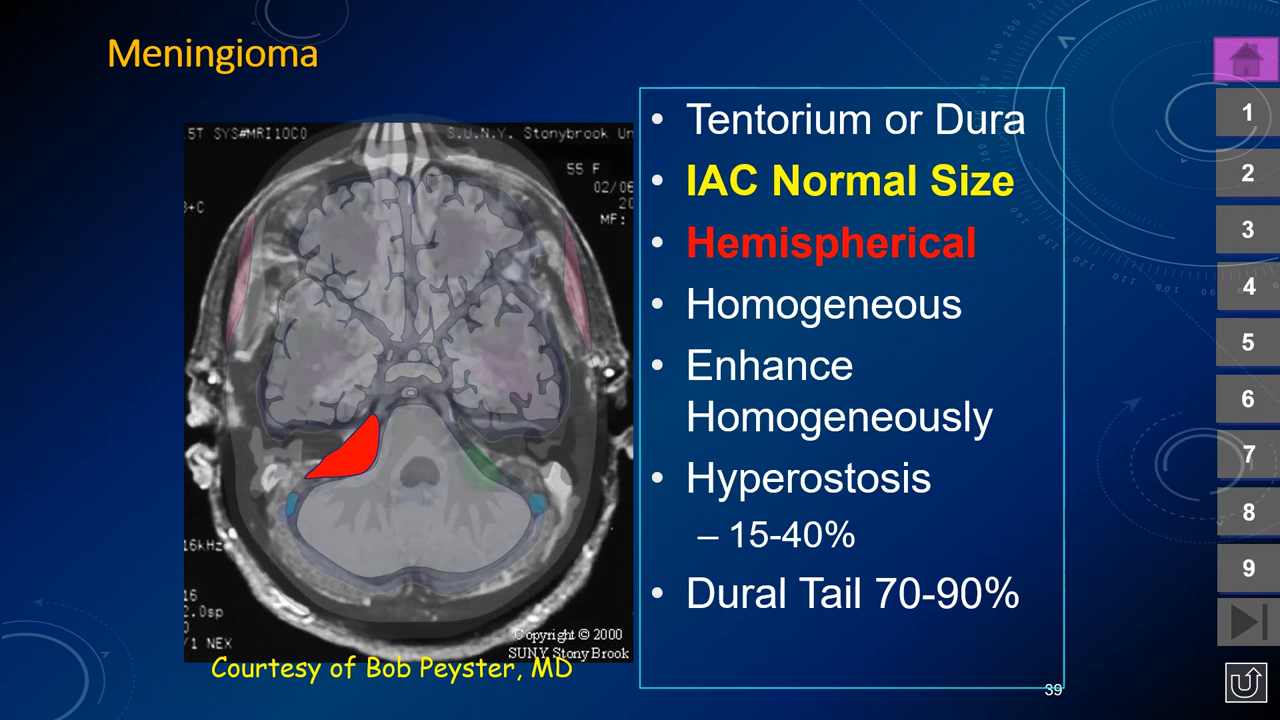 Meningioma
.5T SYS#MRI10C0
S.U.N.Y. Stonybrook Un
55 F
02/06
20
MF:
3+C
16kHz
16
2.0sp
0
/1 NEX
Copyright © 2000
SUNY Stony Brook
Courtesy of Bob Peyster, MD
• Tentorium or Dura
• IAC Normal Size
• Hemispherical
• Homogeneous
• Enhance
Homogeneously
• Hyperostosis
– 15-40%
• Dural Tail 70-90%
39
1
2
3
4
5
6
7
8
9